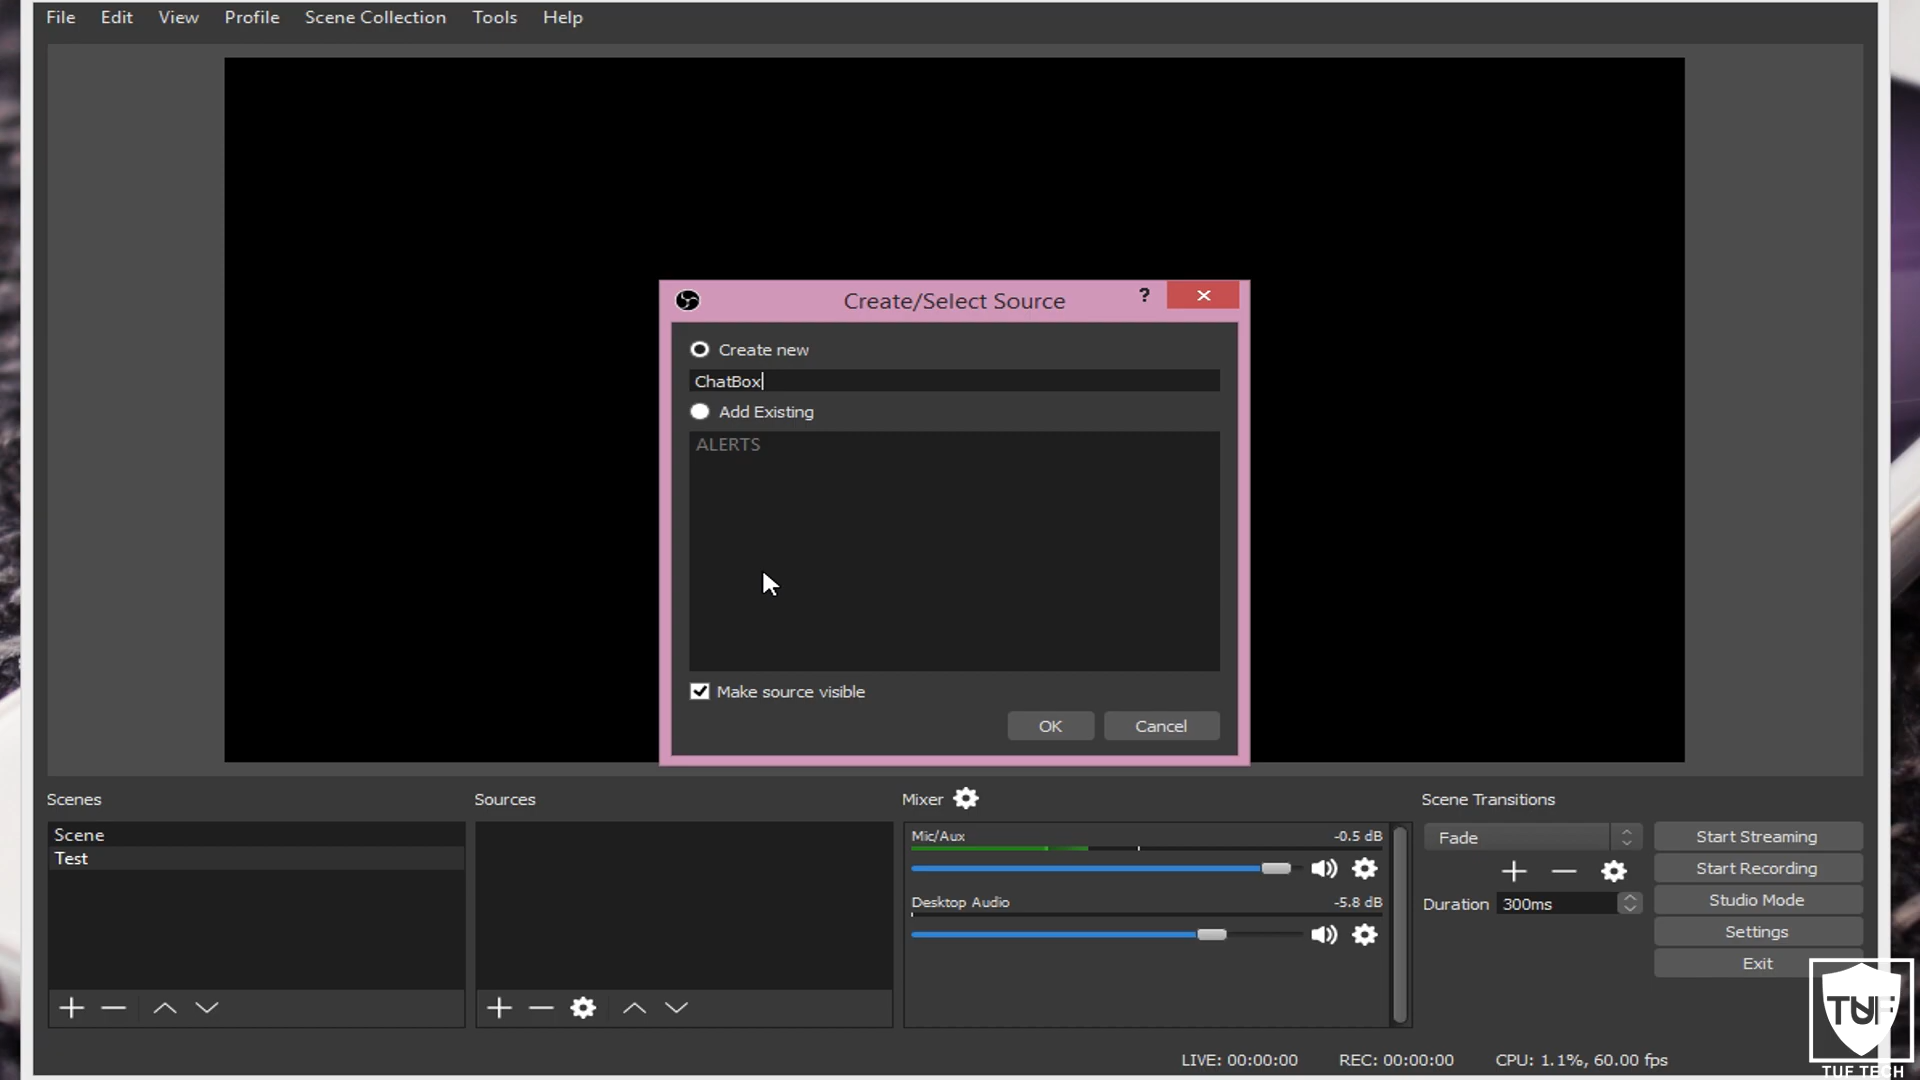 File Edit View Profile Scene Collection Tools Help
Create/Select Source ?
Create new
ChatBox
Add Existing
ALERTS
Make source visible
OK Cancel
Scenes
Scene
Test
Sources
Mixer
Mic/Aux -0.5 dB
Desktop Audio -5.8 dB
Scene Transitions
Fade
Duration 300ms
Start Streaming
Start Recording
Studio Mode
Settings
Exit
LIVE: 00:00:00 REC: 00:00:00 CPU: 1.1%, 60.00 fps
TUF
TUF TECH